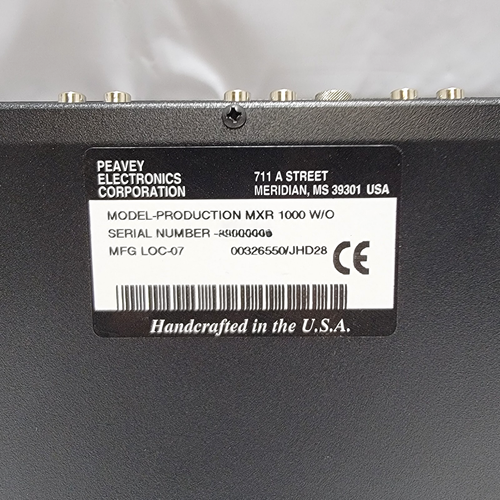 PEAVEY
ELECTRONICS
CORPORATION
711 A STREET
MERIDIAN, MS 39301 USA
MODEL-PRODUCTION MXR 1000 W/O
SERIAL NUMBER
MFG LOC-07 00326550/JHD28 CE
Handcrafted in the U.S.A.